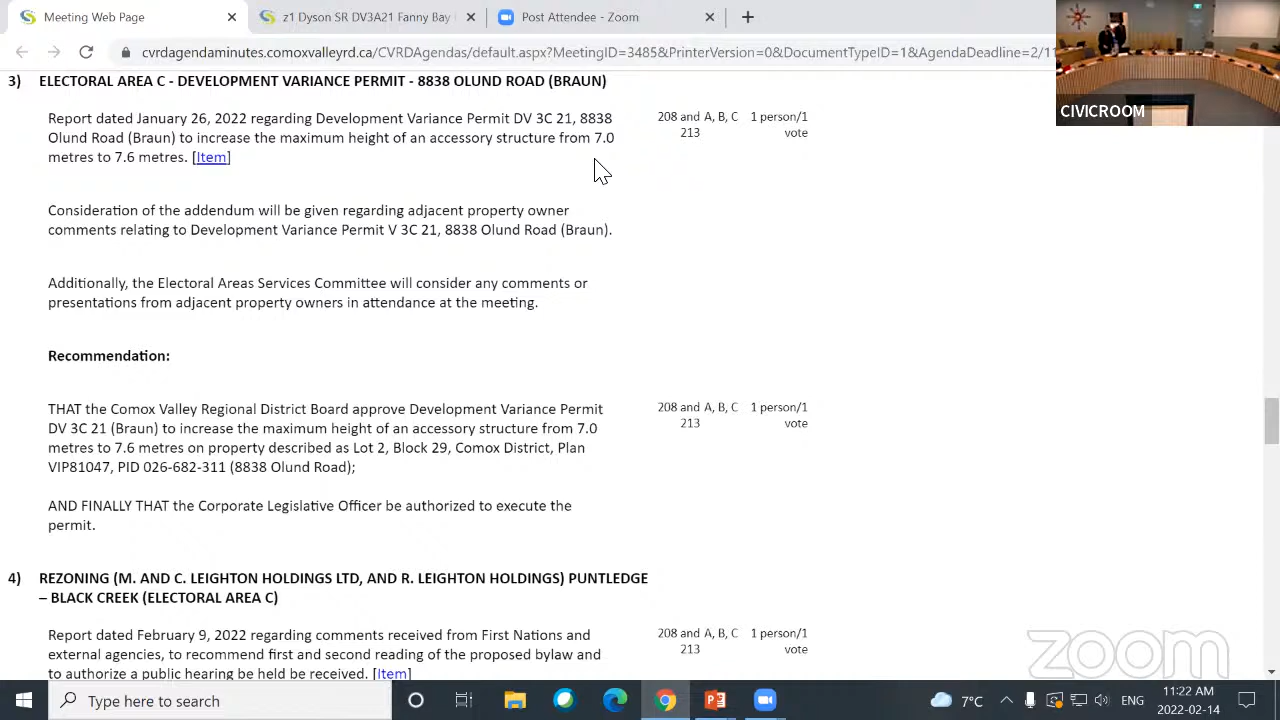 Meeting Web Page
z1 Dyson SR DV3A21 Fanny Bay
Post Attendee - Zoom
cvrdagendaminutes.comoxvalleyrd.ca/CVRDAgendas/default.aspx?MeetingID=3485&PrinterVersion=0&DocumentTypeID=1&AgendaDeadline=2/11
CIVICROOM
3) ELECTORAL AREA C - DEVELOPMENT VARIANCE PERMIT - 8838 OLUND ROAD (BRAUN)
Report dated January 26, 2022 regarding Development Variance Permit DV 3C 21, 8838 208 and A, B, C 1 person/1
Olund Road (Braun) to increase the maximum height of an accessory structure from 7.0 213 vote
metres to 7.6 metres. [Item]
Consideration of the addendum will be given regarding adjacent property owner
comments relating to Development Variance Permit V 3C 21, 8838 Olund Road (Braun).
Additionally, the Electoral Areas Services Committee will consider any comments or
presentations from adjacent property owners in attendance at the meeting.
Recommendation:
THAT the Comox Valley Regional District Board approve Development Variance Permit 208 and A, B, C 1 person/1
DV 3C 21 (Braun) to increase the maximum height of an accessory structure from 7.0 213 vote
metres to 7.6 metres on property described as Lot 2, Block 29, Comox District, Plan
VIP81047, PID 026-682-311 (8838 Olund Road);
AND FINALLY THAT the Corporate Legislative Officer be authorized to execute the
permit.
4) REZONING (M. AND C. LEIGHTON HOLDINGS LTD, AND R. LEIGHTON HOLDINGS) PUNTLEDGE
– BLACK CREEK (ELECTORAL AREA C)
Report dated February 9, 2022 regarding comments received from First Nations and 208 and A, B, C 1 person/1
external agencies, to recommend first and second reading of the proposed bylaw and 213 vote
to authorize a public hearing be held be received. [Item]
zoom
Type here to search
7°C
ENG
11:22 AM
2022-02-14